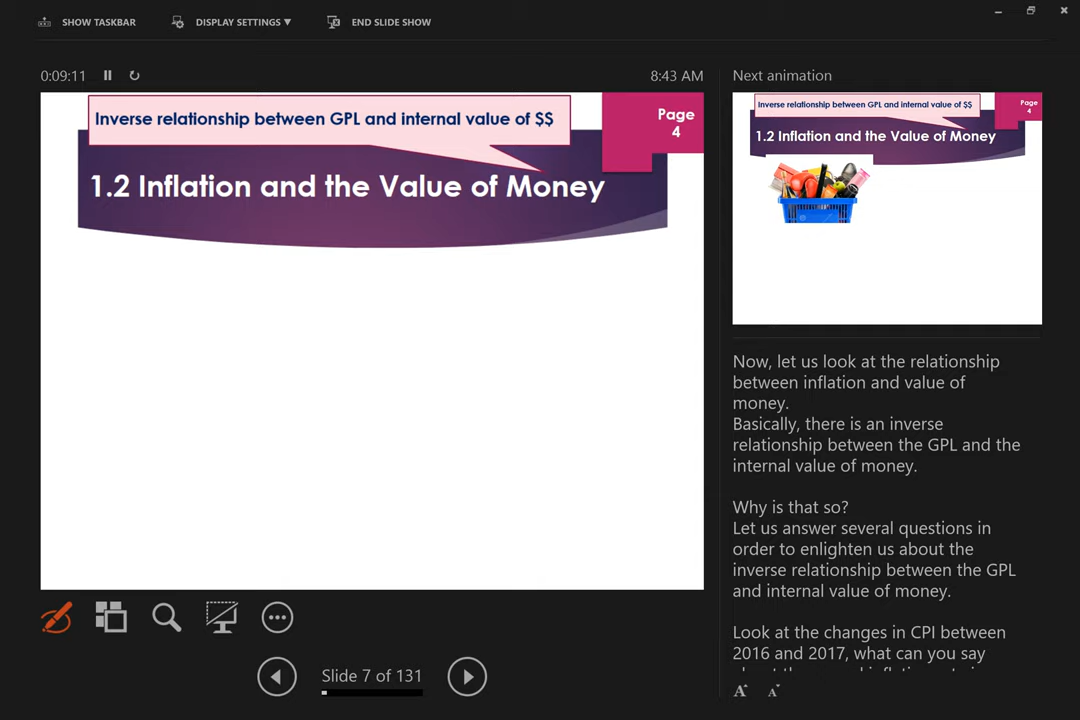 SHOW TASKBAR
DISPLAY SETTINGS ▼
END SLIDE SHOW
0:09:11
8:43 AM
Inverse relationship between GPL and internal value of $$
Page
4
1.2 Inflation and the Value of Money
Slide 7 of 131
Next animation
Inverse relationship between GPL and internal value of $$
Page
4
1.2 Inflation and the Value of Money
Now, let us look at the relationship
between inflation and value of
money.
Basically, there is an inverse
relationship between the GPL and the
internal value of money.
Why is that so?
Let us answer several questions in
order to enlighten us about the
inverse relationship between the GPL
and internal value of money.
Look at the changes in CPI between
2016 and 2017, what can you say
A
A